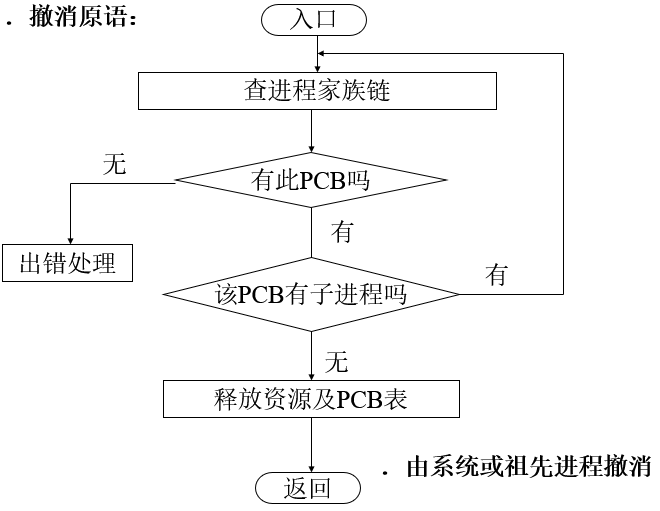 ．撤消原语：
入口
查进程家族链
无
有此PCB吗
有
出错处理
该PCB有子进程吗
有
无
释放资源及PCB表
．由系统或祖先进程撤消
返回